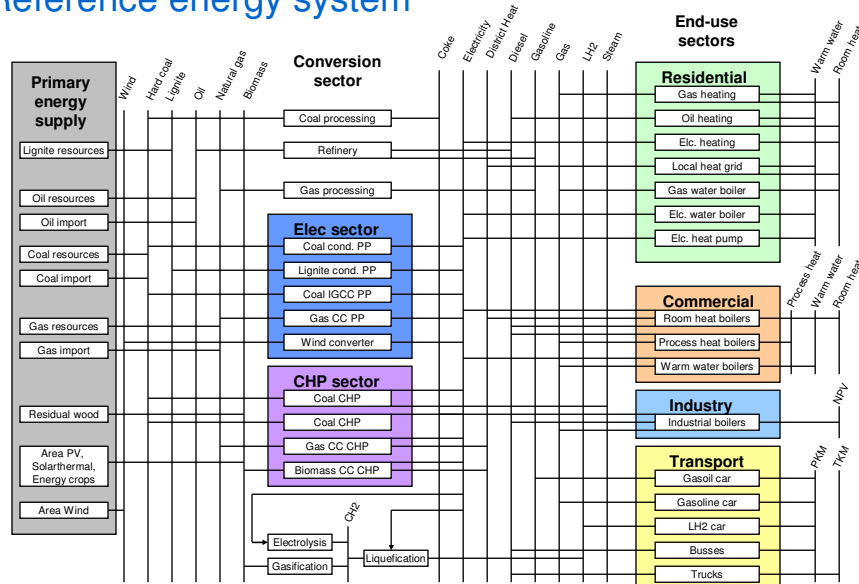 Reference energy system
Primary
energy
supply
Lignite resources
Oil resources
Oil import
Coal resources
Coal import
Gas resources
Gas import
Residual wood
Area PV,
Solarthermal,
Energy crops
Area Wind
Wind
Hard coal
Lignite
Oil
Natural gas
Biomass
Conversion
sector
Coal processing
Refinery
Gas processing
Elec sector
Coal cond. PP
Lignite cond. PP
Coal IGCC PP
Gas CC PP
Wind converter
CHP sector
Coal CHP
Coal CHP
Gas CC CHP
Biomass CC CHP
CH2
Electrolysis
Gasification
Liquefication
Coke
Electricity
District Heat
Diesel
Gasoline
Gas
LH2
Steam
End-use
sectors
Warm water
Room heat
Residential
Gas heating
Oil heating
Elc. heating
Local heat grid
Gas water boiler
Elc. water boiler
Elc. heat pump
Process heat
Warm water
Room heat
Commercial
Room heat boilers
Process heat boilers
Warm water boilers
NPV
Industry
Industrial boilers
PKM
TKM
Transport
Gasoil car
Gasoline car
LH2 car
Busses
Trucks